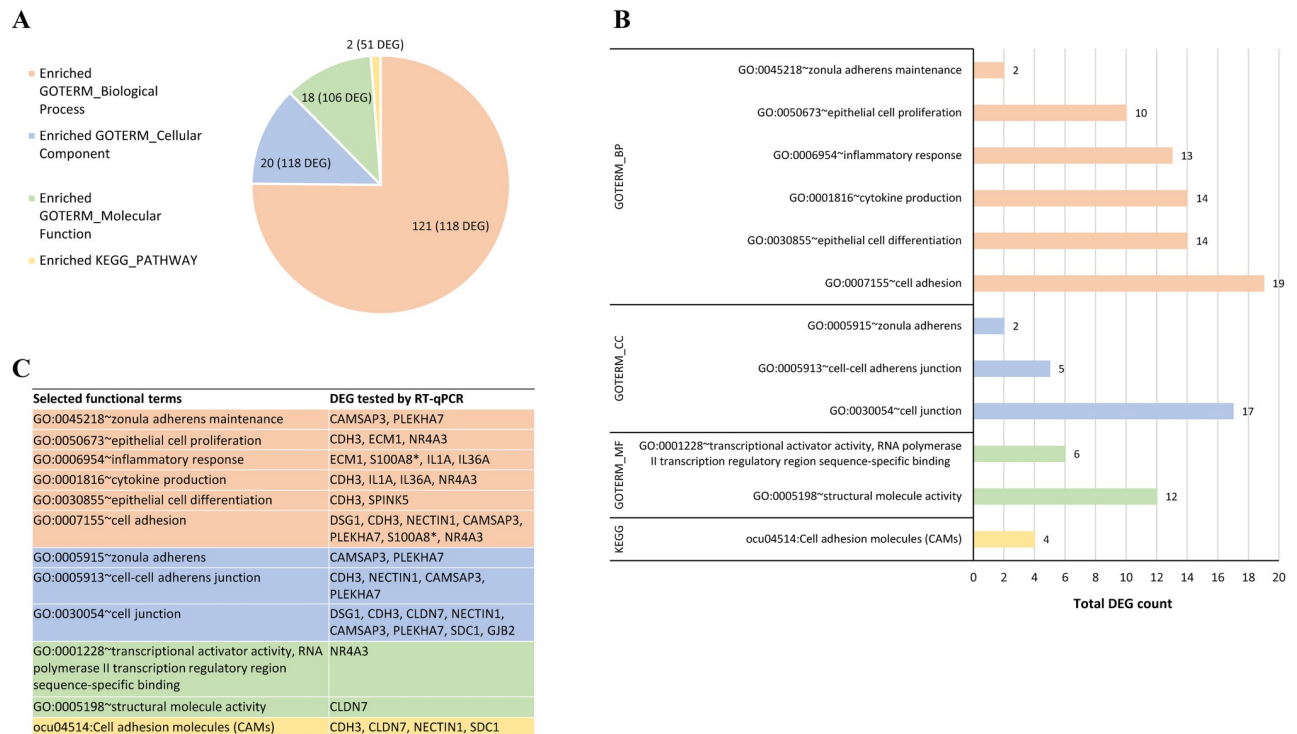 A
Enriched
GOTERM_Biological
Process
Enriched GOTERM_Cellular
Component
Enriched
GOTERM_Molecular
Function
Enriched KEGG_PATHWAY
2 (51 DEG)
18 (106 DEG)
20 (118 DEG)
121 (118 DEG)
B
GOTERM_BP
GO:0045218~zonula adherens maintenance
2
GO:0050673~epithelial cell proliferation
10
GO:0006954~inflammatory response
13
GO:0001816~cytokine production
14
GO:0030855~epithelial cell differentiation
14
GO:0007155~cell adhesion
19
GOTERM_CC
GO:0005915~zonula adherens
2
GO:0005913~cell-cell adherens junction
5
GO:0030054~cell junction
17
GOTERM_MF
GO:0001228~transcriptional activator activity, RNA polymerase
II transcription regulatory region sequence-specific binding
6
GO:0005198~structural molecule activity
12
KEGG
ocu04514:Cell adhesion molecules (CAMs)
4
0 2 4 6 8 10 12 14 16 18 20
Total DEG count
C
Selected functional terms DEG tested by RT-qPCR
GO:0045218~zonula adherens maintenance CAMSAP3, PLEKHA7
GO:0050673~epithelial cell proliferation CDH3, ECM1, NR4A3
GO:0006954~inflammatory response ECM1, S100A8*, IL1A, IL36A
GO:0001816~cytokine production CDH3, IL1A, IL36A, NR4A3
GO:0030855~epithelial cell differentiation CDH3, SPINK5
GO:0007155~cell adhesion DSG1, CDH3, NECTIN1, CAMSAP3,
PLEKHA7, S100A8*, NR4A3
GO:0005915~zonula adherens CAMSAP3, PLEKHA7
GO:0005913~cell-cell adherens junction CDH3, NECTIN1, CAMSAP3,
PLEKHA7
GO:0030054~cell junction DSG1, CDH3, CLDN7, NECTIN1,
CAMSAP3, PLEKHA7, SDC1, GJB2
GO:0001228~transcriptional activator activity, RNA NR4A3
polymerase II transcription regulatory region
sequence-specific binding
GO:0005198~structural molecule activity CLDN7
ocu04514:Cell adhesion molecules (CAMs) CDH3, CLDN7, NECTIN1, SDC1